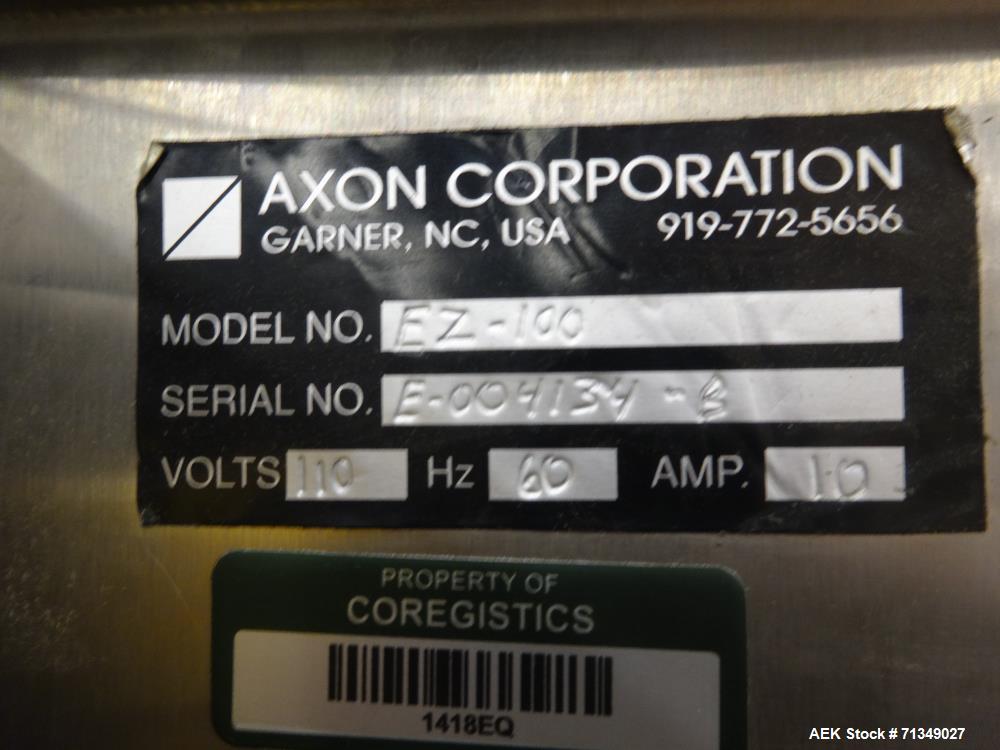 AXON CORPORATION
GARNER, NC, USA 919-772-5656
MODEL NO. EZ-100
SERIAL NO. E-004134-B
VOLTS 110 Hz 60 AMP. 10
PROPERTY OF
COREGISTICS
1418EQ
AEK Stock #71349027